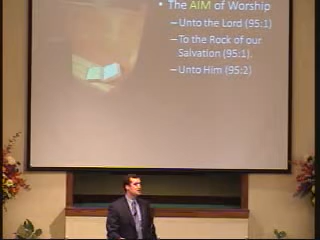 • The AIM of Worship
– Unto the Lord (95:1)
– To the Rock of our
Salvation (95:1).
– Unto Him (95:2)